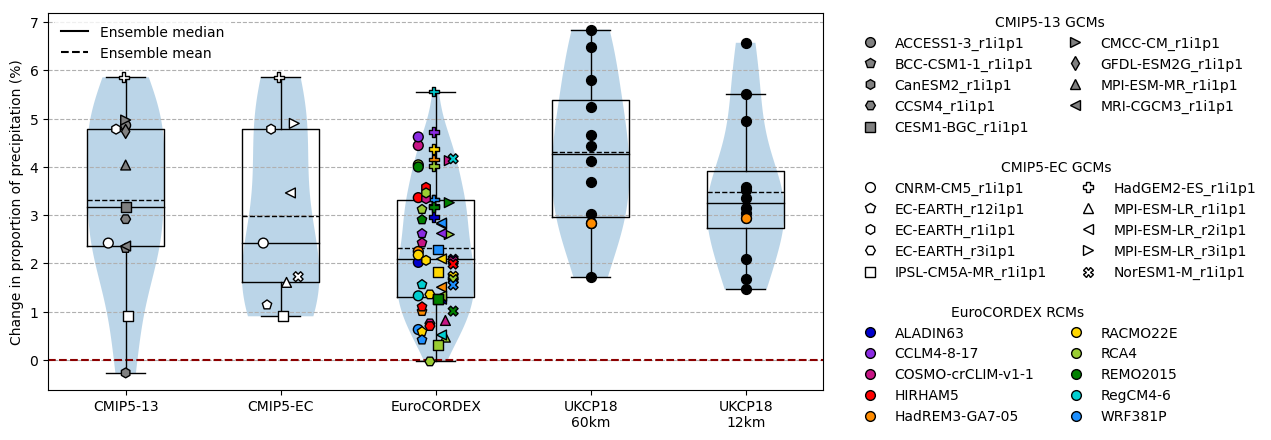 Change in proportion of precipitation (%)
7
6
5
4
3
2
1
0
Ensemble median
Ensemble mean
CMIP5-13
CMIP5-EC
EuroCORDEX
UKCP18
60km
UKCP18
12km
CMIP5-13 GCMs
ACCESS1-3_r1i1p1
BCC-CSM1-1_r1i1p1
CanESM2_r1i1p1
CCSM4_r1i1p1
CESM1-BGC_r1i1p1
CMCC-CM_r1i1p1
GFDL-ESM2G_r1i1p1
MPI-ESM-MR_r1i1p1
MRI-CGCM3_r1i1p1
CMIP5-EC GCMs
CNRM-CM5_r1i1p1
EC-EARTH_r12i1p1
EC-EARTH_r1i1p1
EC-EARTH_r3i1p1
IPSL-CM5A-MR_r1i1p1
HadGEM2-ES_r1i1p1
MPI-ESM-LR_r1i1p1
MPI-ESM-LR_r2i1p1
MPI-ESM-LR_r3i1p1
NorESM1-M_r1i1p1
EuroCORDEX RCMs
ALADIN63
CCLM4-8-17
COSMO-crCLIM-v1-1
HIRHAM5
HadREM3-GA7-05
RACMO22E
RCA4
REMO2015
RegCM4-6
WRF381P